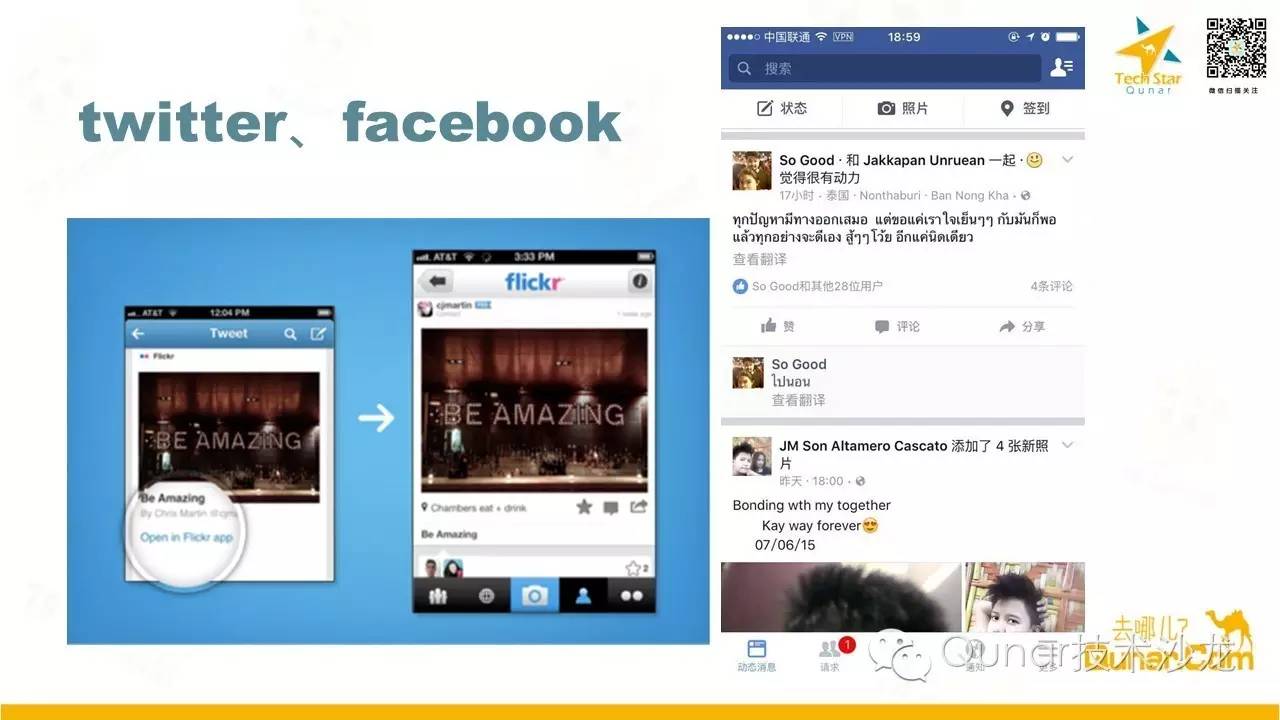 twitter、facebook
AT&T 12:04 PM
Tweet
Flickr
BE AMAZING
Be Amazing
By Chris Martin @cjma
Open in Flickr app
AT&T 3:33 PM
flickr
cjmartin PRO
Contact
1 week ago
BE AMAZING
Chambers eat + drink
Be Amazing
2
中国联通 VPN 18:59
搜索
状态 照片 签到
So Good · 和 Jakkapan Unruean 一起 ·
觉得很有动力
17小时 · 泰国 · Nonthaburi · Ban Nong Kha ·
ทุกปัญหามีทางออกเสมอ แต่ขอแค่เราใจเย็นๆๆ กับมันก็พอ
แล้วทุกอย่างจะดีเอง สู้ๆๆโว้ย อีกแค่นิดเดียว
查看翻译
So Good和其他28位用户 4条评论
赞 评论 分享
So Good
ไปนอน
查看翻译
JM Son Altamero Cascato 添加了 4 张新照
片
昨天 · 18:00 ·
Bonding wth my together
Kay way forever
07/06/15
动态消息 请求 1 通知 更多
Tech Star
Qunar
微信扫描关注
Qunar技术沙龙
去哪儿?
Qunar.Com